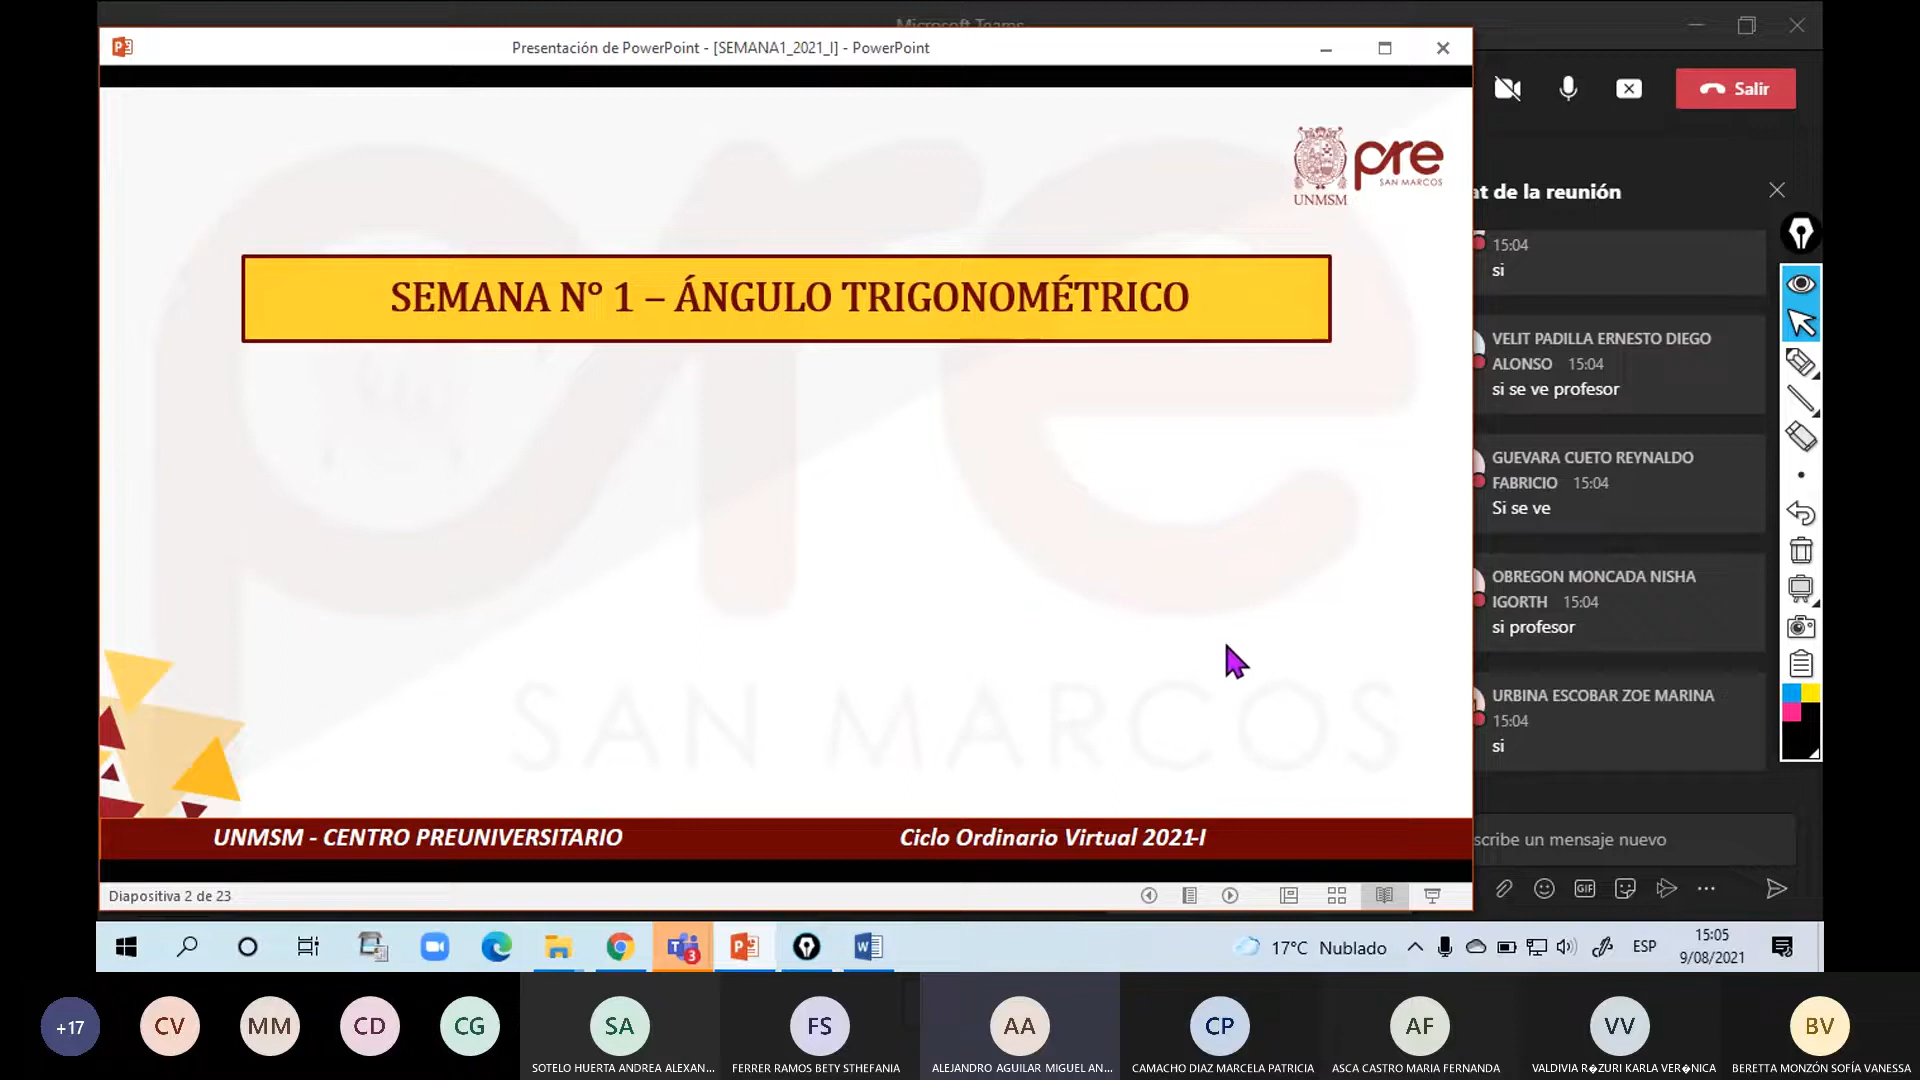 Microsoft Teams
Presentación de PowerPoint - [SEMANA1_2021_I] - PowerPoint
Salir
UNMSM
pre
SAN MARCOS
SEMANA N° 1 – ÁNGULO TRIGONOMÉTRICO
pre
SAN MARCOS
UNMSM - CENTRO PREUNIVERSITARIO
Ciclo Ordinario Virtual 2021-I
Diapositiva 2 de 23
at de la reunión
15:04
si
VELIT PADILLA ERNESTO DIEGO
ALONSO 15:04
si se ve profesor
GUEVARA CUETO REYNALDO
FABRICIO 15:04
Si se ve
OBREGON MONCADA NISHA
IGORTH 15:04
si profesor
URBINA ESCOBAR ZOE MARINA
15:04
si
scribe un mensaje nuevo
GIF
3
17°C Nublado
ESP
15:05
9/08/2021
+17
CV
MM
CD
CG
SA
FS
AA
CP
AF
VV
BV
SOTELO HUERTA ANDREA ALEXAN...
FERRER RAMOS BETY STHEFANIA
ALEJANDRO AGUILAR MIGUEL AN...
CAMACHO DIAZ MARCELA PATRICIA
ASCA CASTRO MARIA FERNANDA
VALDIVIA R�ZURI KARLA VER�NICA
BERETTA MONZÓN SOFÍA VANESSA